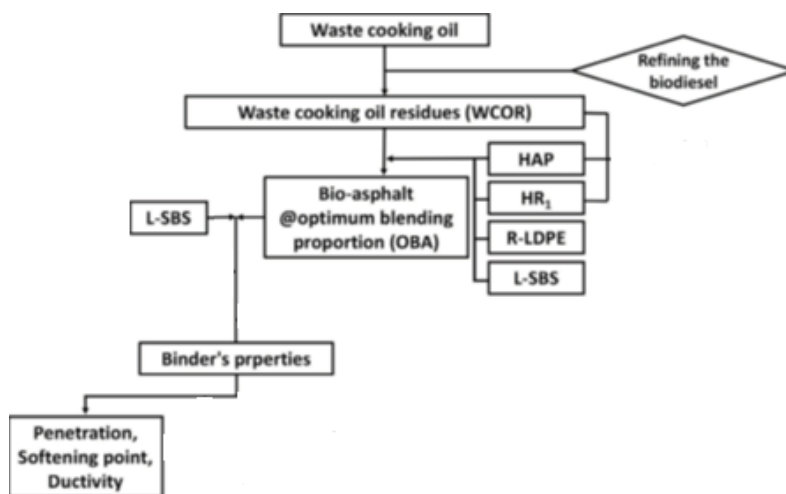 Waste cooking oil
Refining the
biodiesel
Waste cooking oil residues (WCOR)
HAP
HR₁
R-LDPE
L-SBS
Bio-asphalt
@optimum blending
proportion (OBA)
L-SBS
Binder's prperties
Penetration,
Softening point,
Ductivity